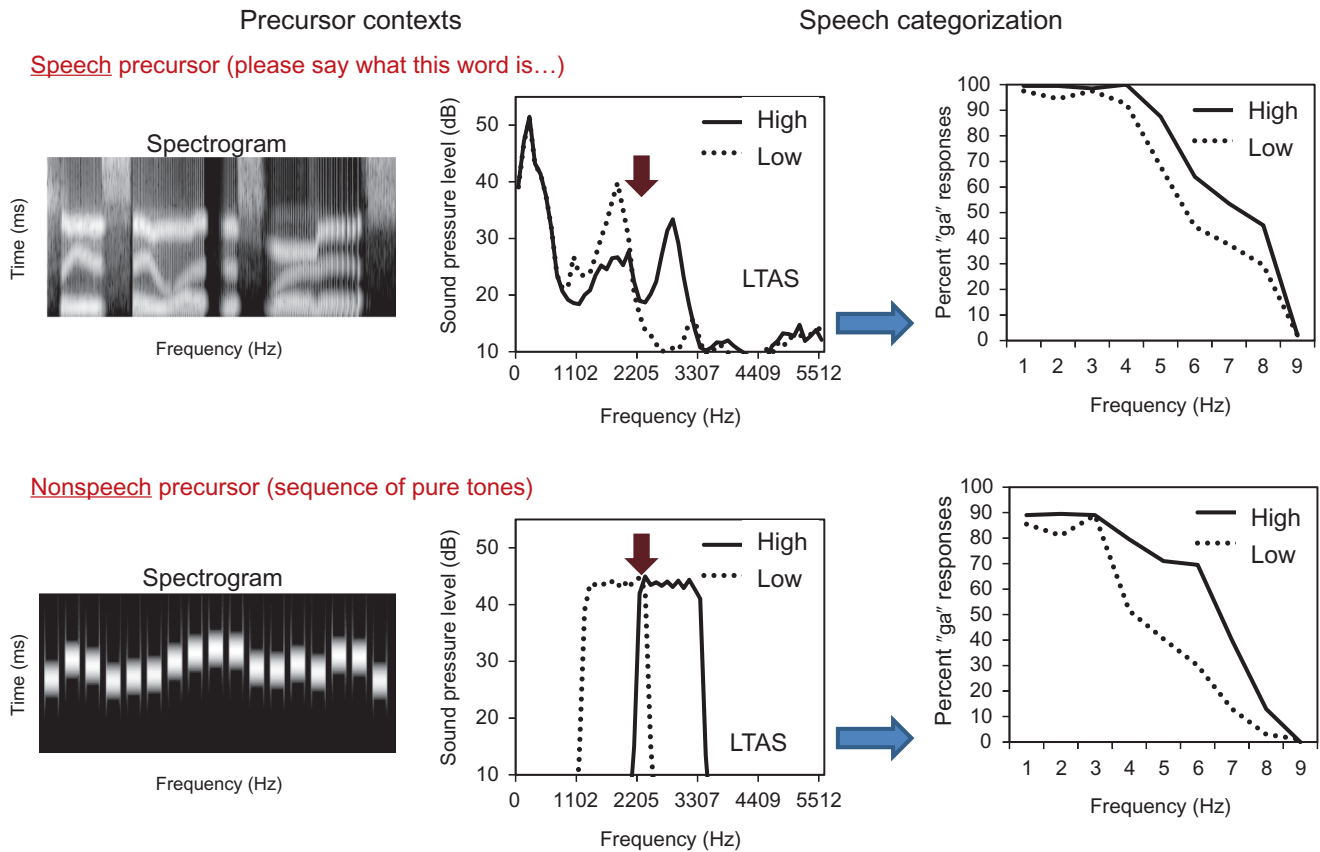 Precursor contexts
Speech categorization
Speech precursor (please say what this word is…)
Spectrogram
Time (ms)
Frequency (Hz)
Sound pressure level (dB)
50
40
30
20
10
High
Low
LTAS
0 1102 2205 3307 4409 5512
Frequency (Hz)
Percent "ga" responses
100
90
80
70
60
50
40
30
20
10
0
High
Low
1 2 3 4 5 6 7 8 9
Frequency (Hz)
Nonspeech precursor (sequence of pure tones)
Spectrogram
Time (ms)
Frequency (Hz)
Sound pressure level (dB)
50
40
30
20
10
High
Low
LTAS
0 1102 2205 3307 4409 5512
Frequency (Hz)
Percent "ga" responses
100
90
80
70
60
50
40
30
20
10
0
High
Low
1 2 3 4 5 6 7 8 9
Frequency (Hz)